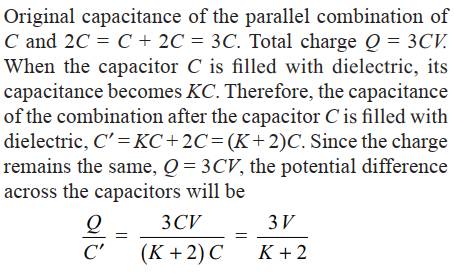 Original capacitance of the parallel combination of
C and 2C = C + 2C = 3C. Total charge Q = 3CV.
When the capacitor C is filled with dielectric, its
capacitance becomes KC. Therefore, the capacitance
of the combination after the capacitor C is filled with
dielectric, C′ = KC + 2C = (K + 2)C. Since the charge
remains the same, Q = 3CV, the potential difference
across the capacitors will be
Q/C′ = 3CV/(K + 2)C = 3V/K + 2